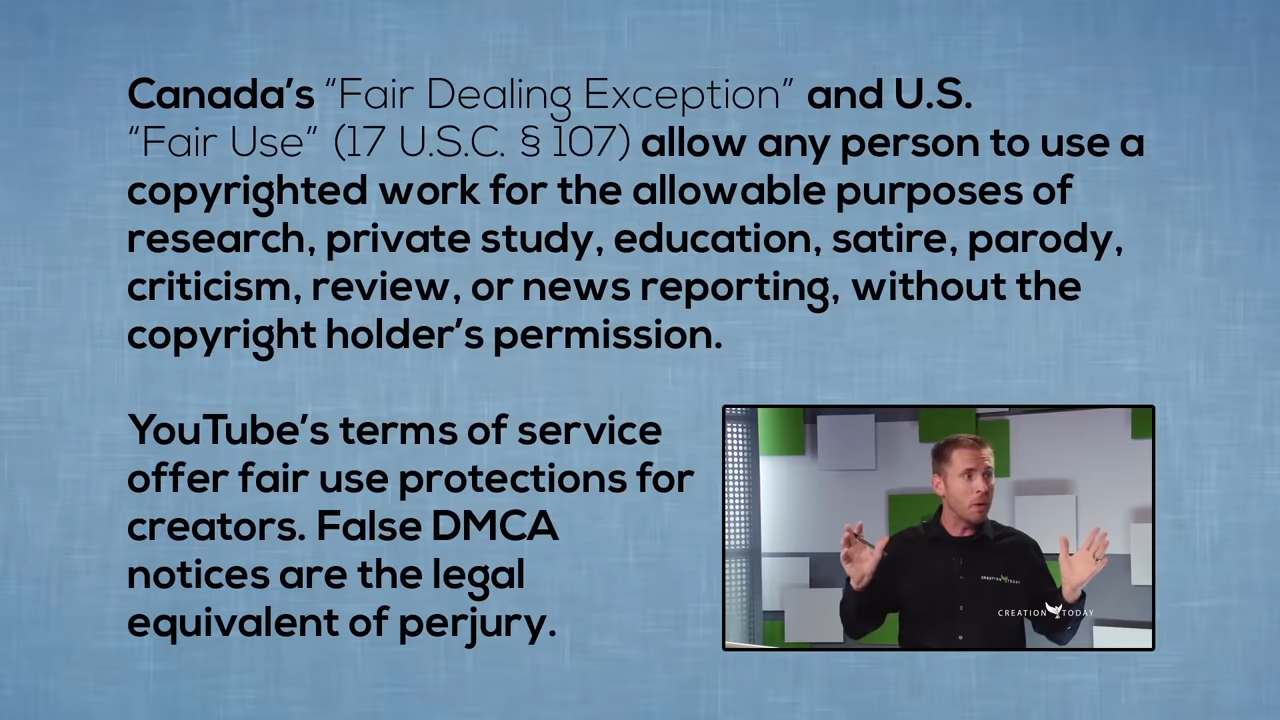 Canada’s “Fair Dealing Exception” and U.S.
“Fair Use” (17 U.S.C. § 107) allow any person to use a
copyrighted work for the allowable purposes of
research, private study, education, satire, parody,
criticism, review, or news reporting, without the
copyright holder’s permission.
YouTube’s terms of service
offer fair use protections for
creators. False DMCA
notices are the legal
equivalent of perjury.
CREATION TODAY
CREATION TODAY